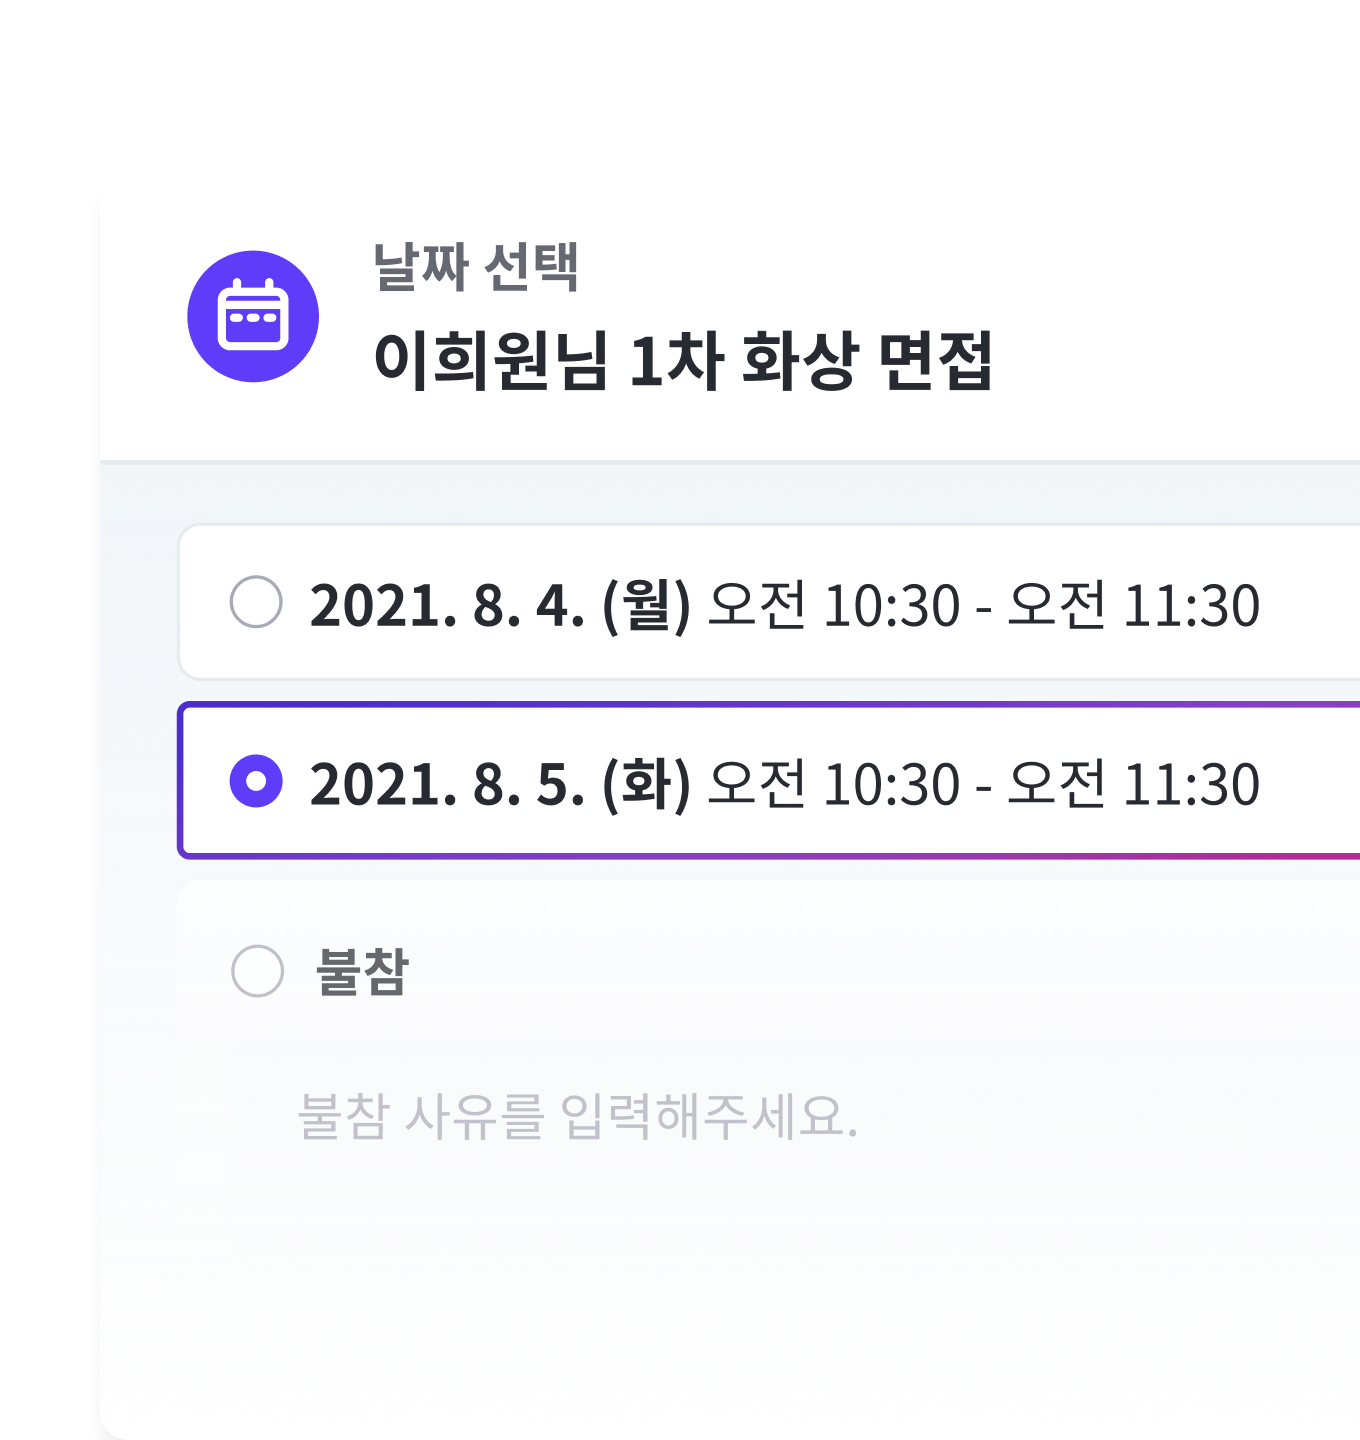 날짜 선택
이희원님 1차 화상 면접
2021. 8. 4. (월) 오전 10:30 - 오전 11:30
2021. 8. 5. (화) 오전 10:30 - 오전 11:30
불참
불참 사유를 입력해주세요.